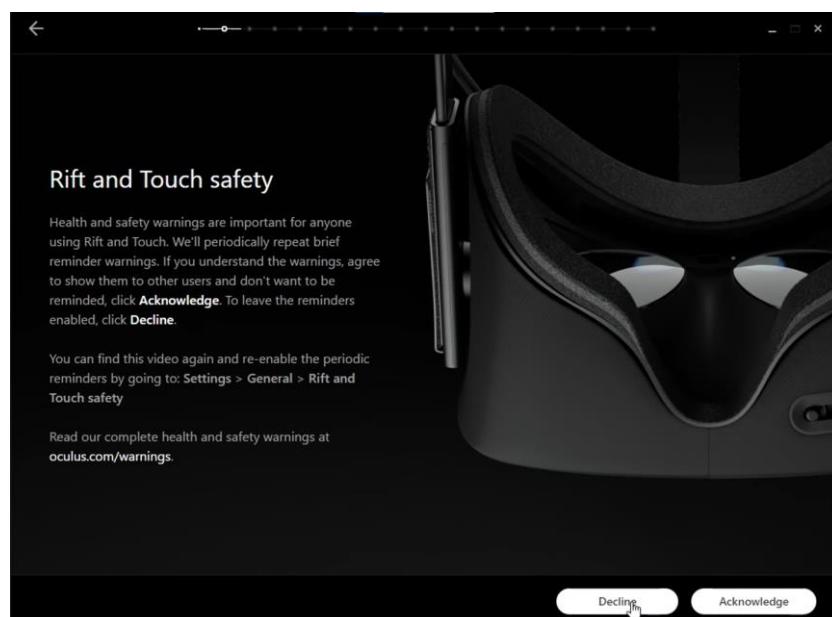 Rift and Touch safety
Health and safety warnings are important for anyone
using Rift and Touch. We'll periodically repeat brief
reminder warnings. If you understand the warnings, agree
to show them to other users and don't want to be
reminded, click Acknowledge. To leave the reminders
enabled, click Decline.
You can find this video again and re-enable the periodic
reminders by going to: Settings > General > Rift and
Touch safety
Read our complete health and safety warnings at
oculus.com/warnings.
Decline
Acknowledge